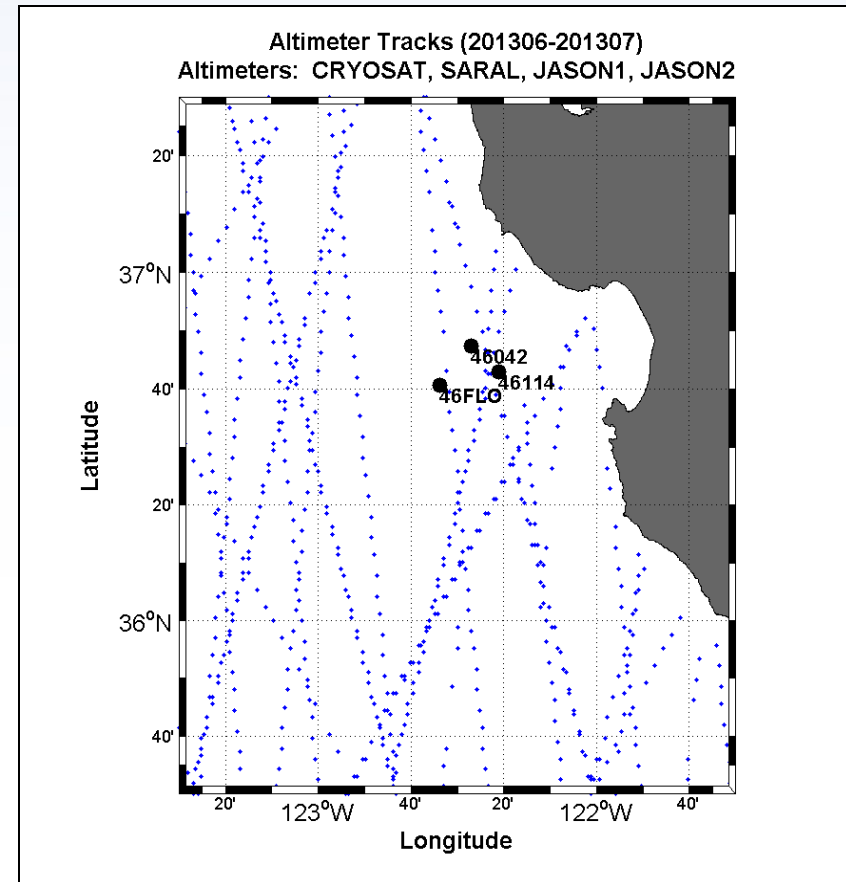 Altimeter Tracks (201306-201307)
Altimeters: CRYOSAT, SARAL, JASON1, JASON2
20'
37°N
46042
46114
40'
46FLO
Latitude
20'
36°N
40'
20'
123°W
40'
20'
122°W
40'
Longitude